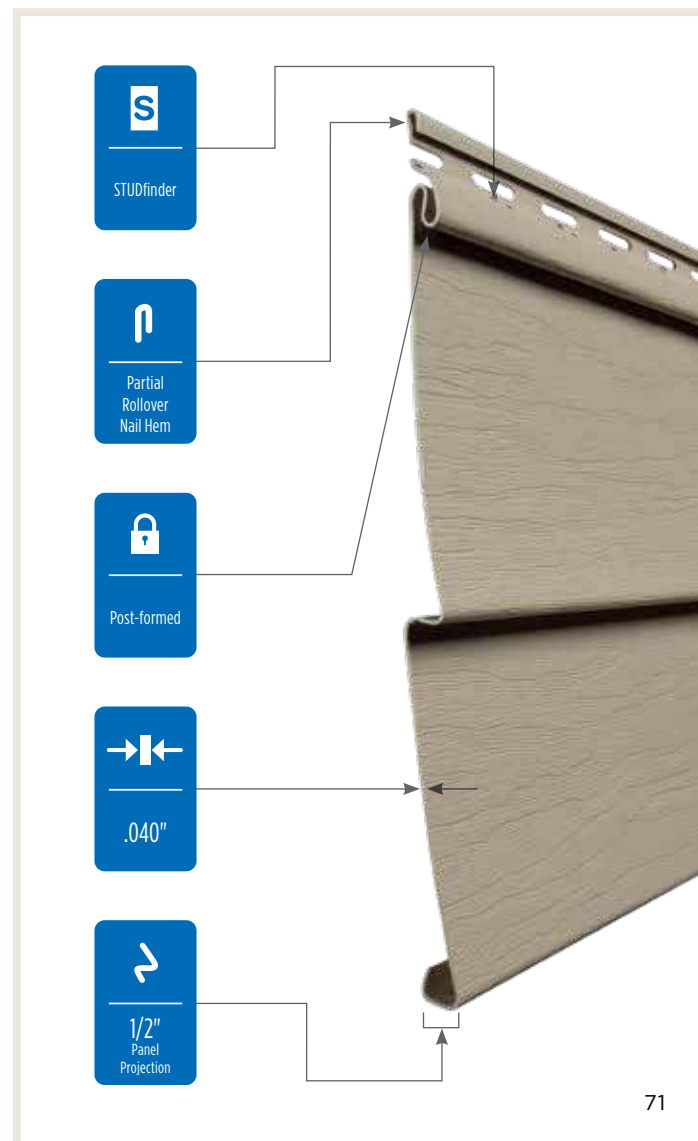 S
STUDfinder
Partial
Rollover
Nail Hem
Post-formed
.040"
1/2"
Panel
Projection
71